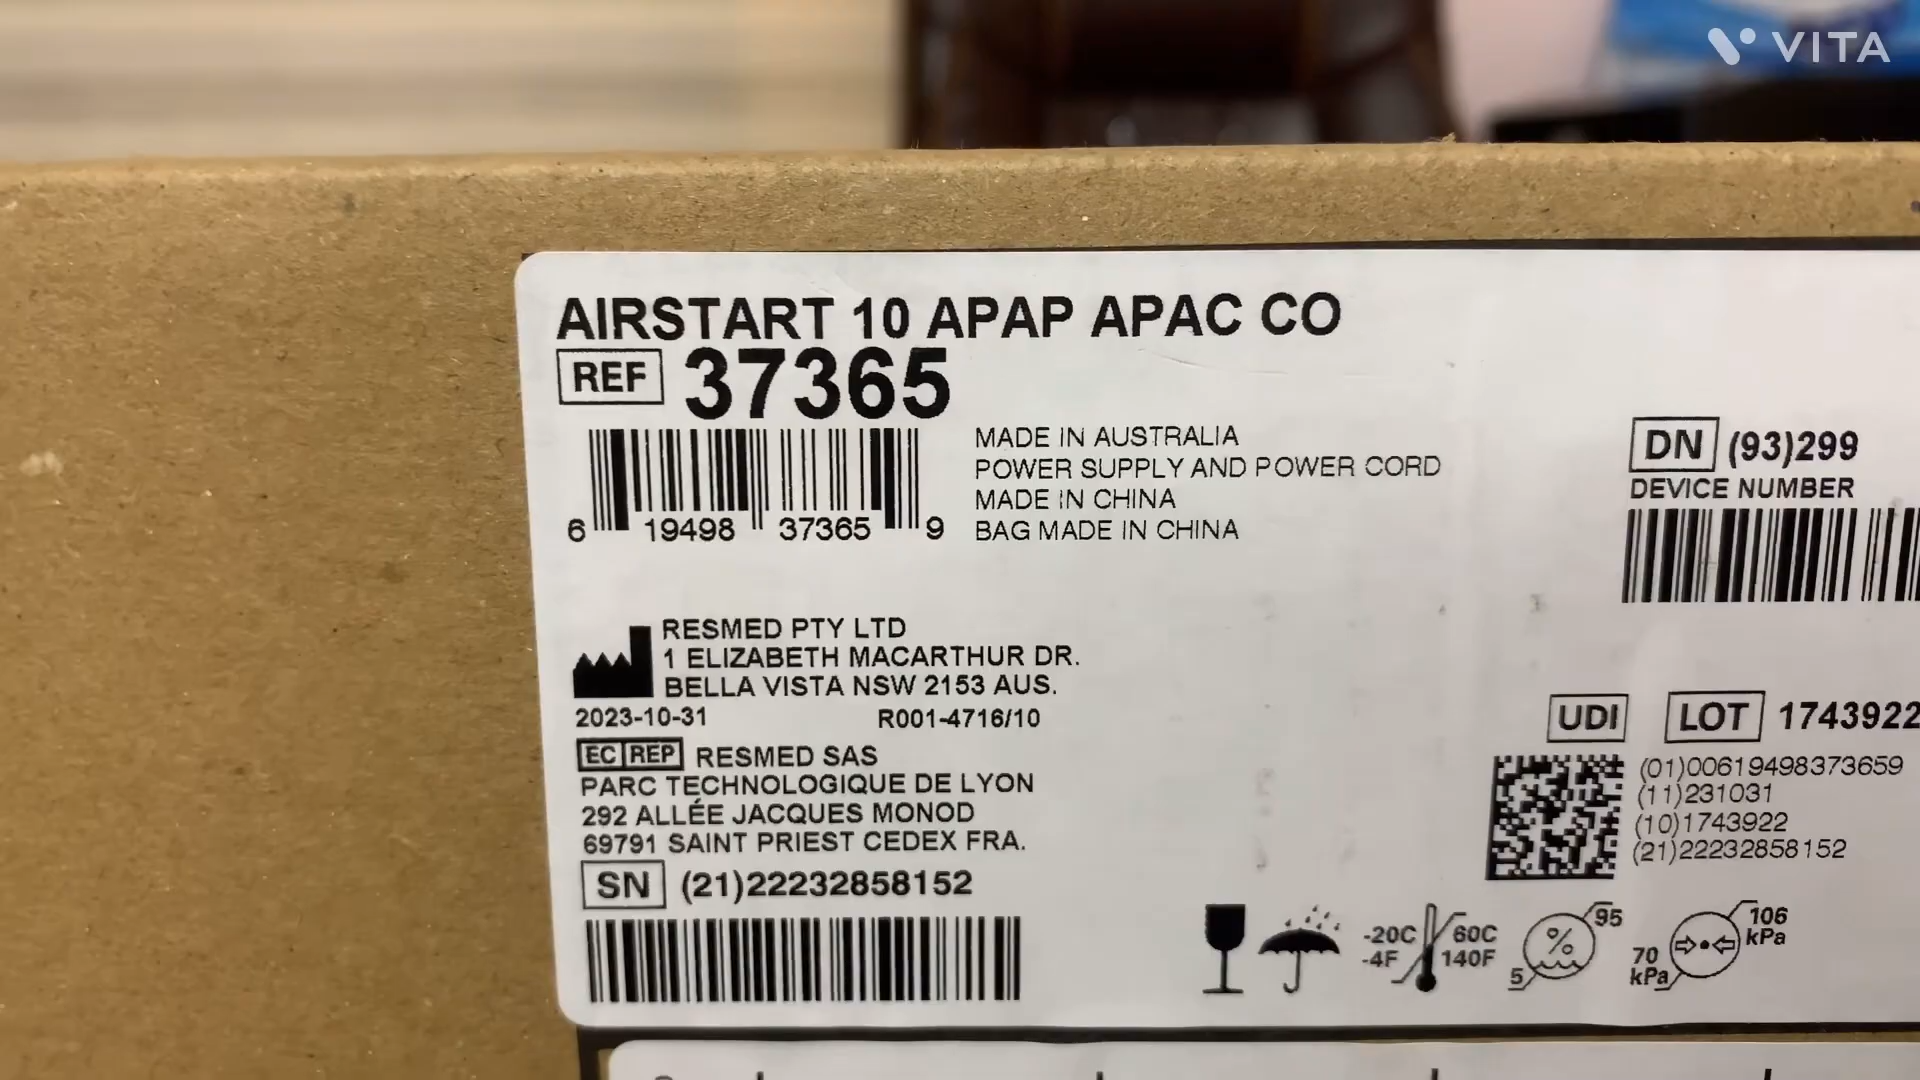 VITA
AIRSTART 10 APAP APAC CO
REF 37365
6 19498 37365 9
MADE IN AUSTRALIA
POWER SUPPLY AND POWER CORD
MADE IN CHINA
BAG MADE IN CHINA
DN (93)299
DEVICE NUMBER
RESMED PTY LTD
1 ELIZABETH MACARTHUR DR.
BELLA VISTA NSW 2153 AUS.
2023-10-31 R001-4716/10
EC REP RESMED SAS
PARC TECHNOLOGIQUE DE LYON
292 ALLÉE JACQUES MONOD
69791 SAINT PRIEST CEDEX FRA.
SN (21)22232858152
UDI LOT 1743922
(01)00619498373659
(11)231031
(10)1743922
(21)22232858152
-20C 60C
-4F 140F
% 95
5
106
kPa
70
kPa